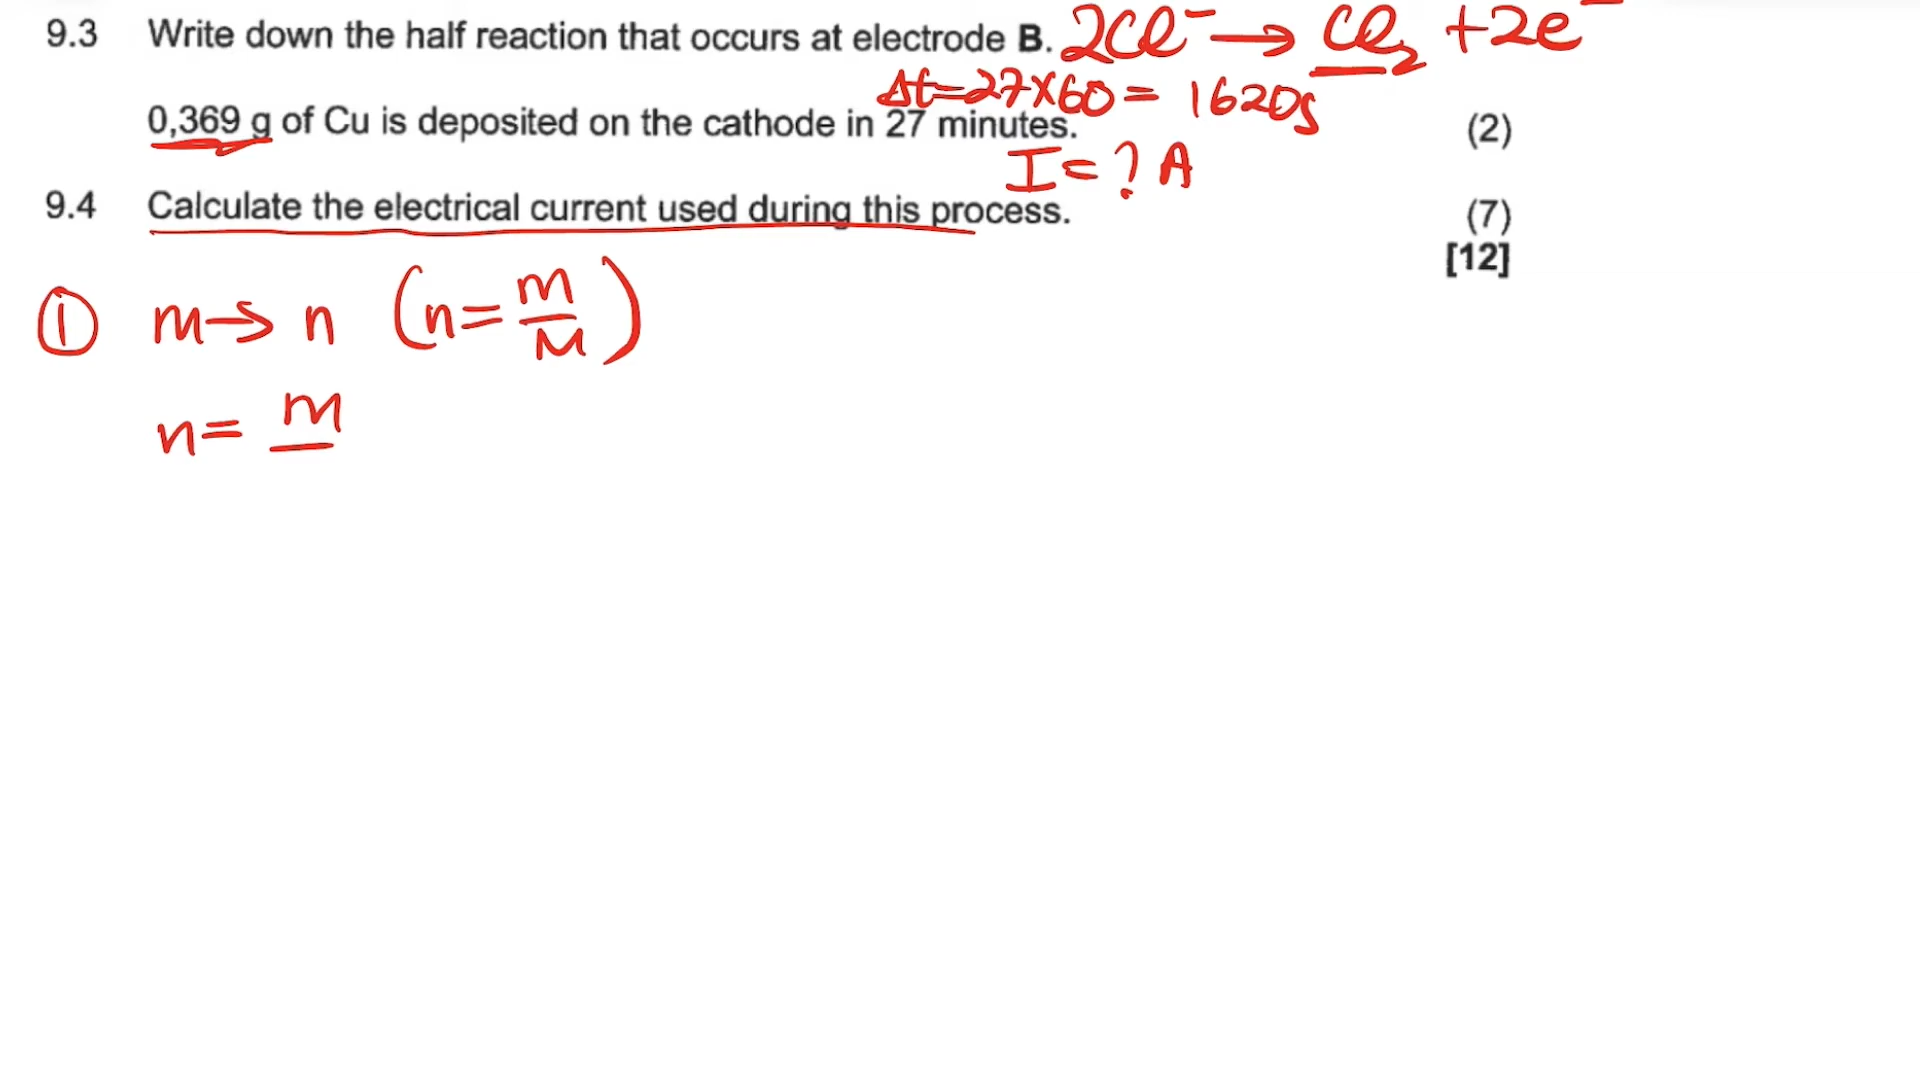 9.3 Write down the half reaction that occurs at electrode B. 2Cl⁻ → Cl₂ + 2e⁻
Δt = 27×60 = 1620s
0,369 g of Cu is deposited on the cathode in 27 minutes. (2)
I = ? A
9.4 Calculate the electrical current used during this process. (7)
[12]
① m → n (n = m/M)
n = m